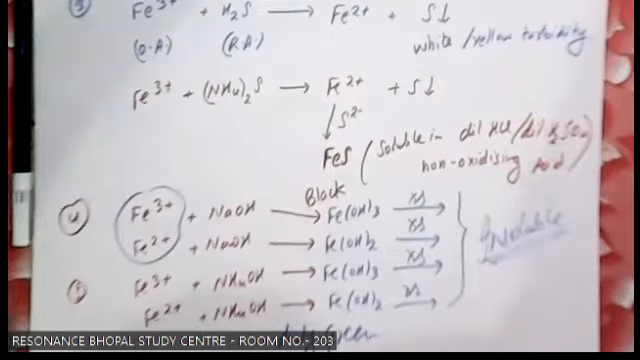 (3) Fe³⁺ + H₂S ⟶ Fe²⁺ + S↓
(O.A) (R.A) white/yellow turbidity
Fe³⁺ + (NH₄)₂S ⟶ Fe²⁺ + S↓
↓ S²⁻
FeS (Soluble in dil HCl/dil H₂SO₄)
non-oxidising Acid
Black
(4) Fe³⁺ + NaOH ⟶ Fe(OH)₃ xs→
Fe²⁺ + NaOH ⟶ Fe(OH)₂ xs→ Insoluble
(5) Fe³⁺ + NH₄OH ⟶ Fe(OH)₃ xs→
Fe²⁺ + NH₄OH ⟶ Fe(OH)₂ xs→
Green
RESONANCE BHOPAL STUDY CENTRE - ROOM NO.- 203